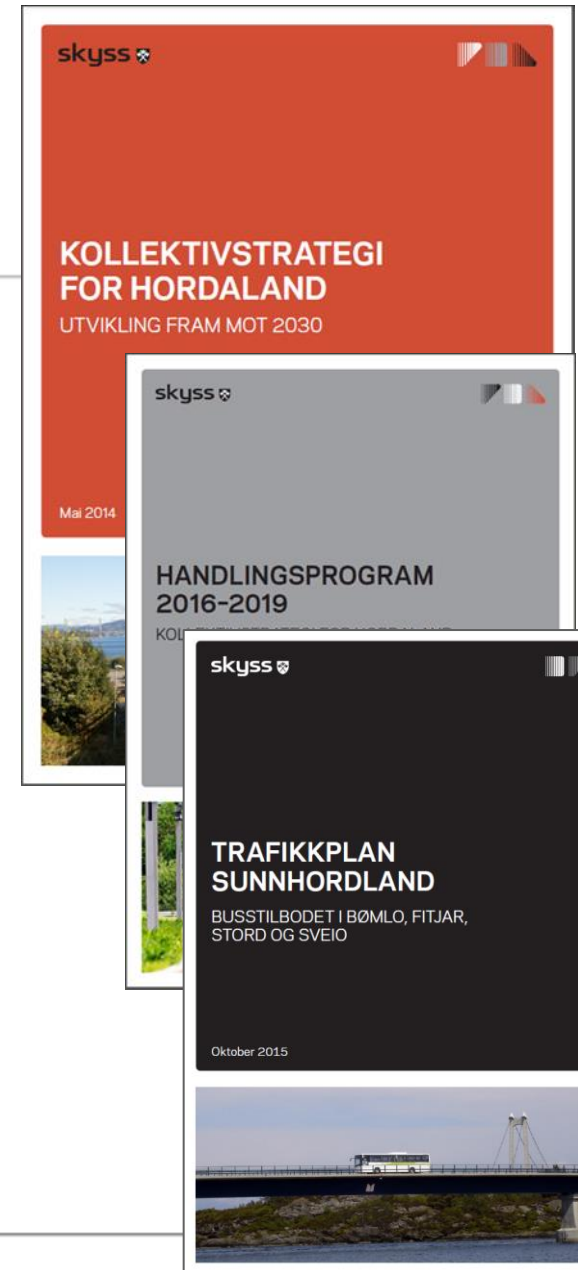 skyss
KOLLEKTIVSTRATEGI
FOR HORDALAND
UTVIKLING FRAM MOT 2030
Mai 2014
skyss
HANDLINGSPROGRAM
2016-2019
skyss
TRAFIKKPLAN
SUNNHORDLAND
BUSSTILBODET I BØMLO, FITJAR,
STORD OG SVEIO
Oktober 2015